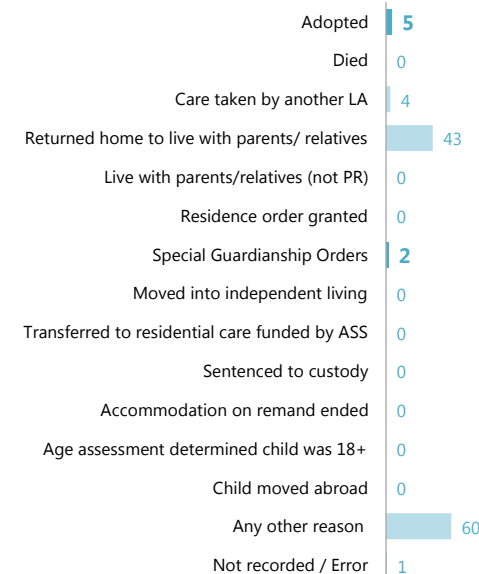 Adopted 5
Died 0
Care taken by another LA 4
Returned home to live with parents/ relatives 43
Live with parents/relatives (not PR) 0
Residence order granted 0
Special Guardianship Orders 2
Moved into independent living 0
Transferred to residential care funded by ASS 0
Sentenced to custody 0
Accommodation on remand ended 0
Age assessment determined child was 18+ 0
Child moved abroad 0
Any other reason 60
Not recorded / Error 1